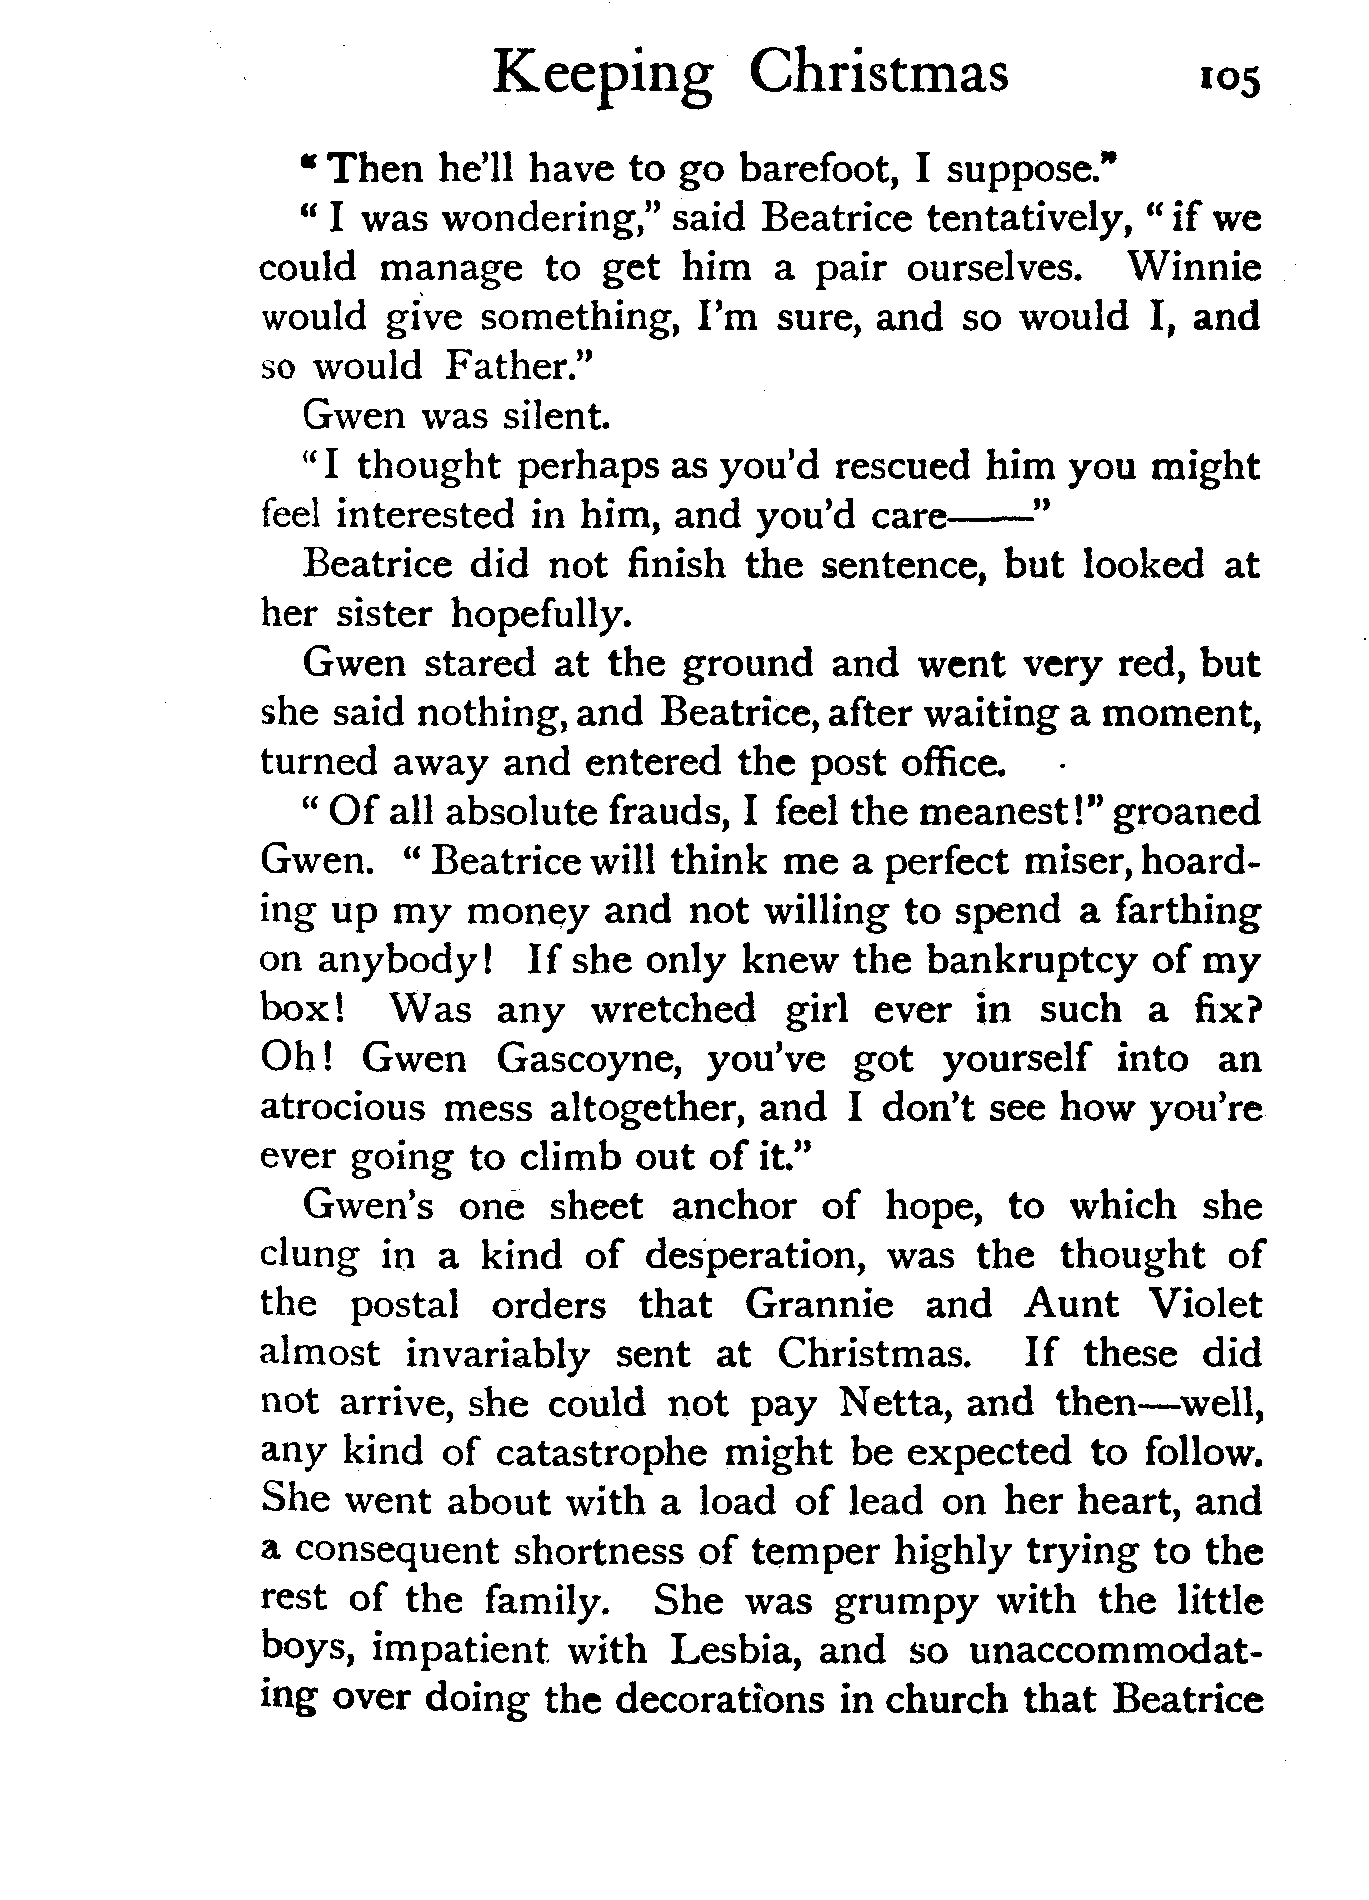 Keeping Christmas 105
"Then he'll have to go barefoot, I suppose."
"I was wondering," said Beatrice tentatively, "if we
could manage to get him a pair ourselves. Winnie
would give something, I'm sure, and so would I, and
so would Father."
Gwen was silent.
"I thought perhaps as you'd rescued him you might
feel interested in him, and you'd care——"
Beatrice did not finish the sentence, but looked at
her sister hopefully.
Gwen stared at the ground and went very red, but
she said nothing, and Beatrice, after waiting a moment,
turned away and entered the post office.
"Of all absolute frauds, I feel the meanest!" groaned
Gwen. "Beatrice will think me a perfect miser, hoard-
ing up my money and not willing to spend a farthing
on anybody! If she only knew the bankruptcy of my
box! Was any wretched girl ever in such a fix?
Oh! Gwen Gascoyne, you've got yourself into an
atrocious mess altogether, and I don't see how you're
ever going to climb out of it."
Gwen's one sheet anchor of hope, to which she
clung in a kind of desperation, was the thought of
the postal orders that Grannie and Aunt Violet
almost invariably sent at Christmas. If these did
not arrive, she could not pay Netta, and then—well,
any kind of catastrophe might be expected to follow.
She went about with a load of lead on her heart, and
a consequent shortness of temper highly trying to the
rest of the family. She was grumpy with the little
boys, impatient with Lesbia, and so unaccommodat-
ing over doing the decorations in church that Beatrice